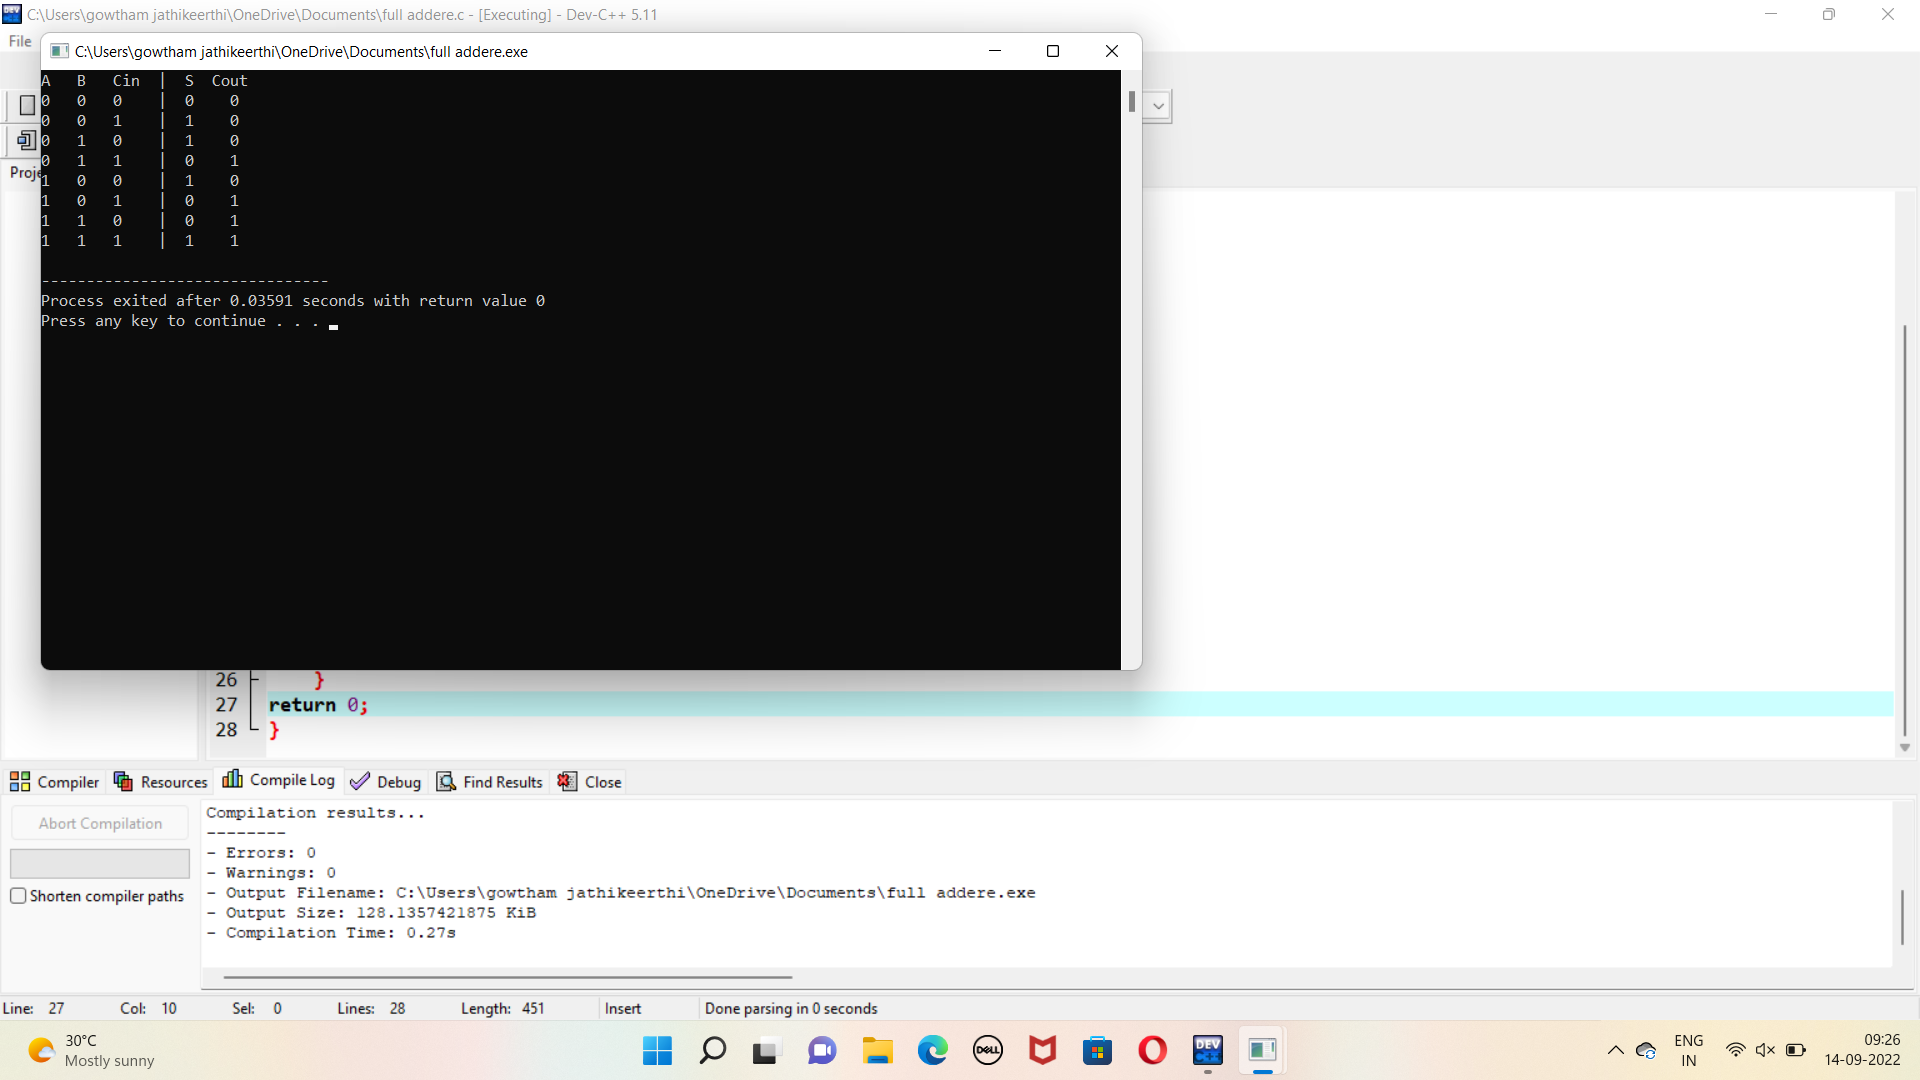 C:\Users\gowtham jathikeerthi\OneDrive\Documents\full addere.c - [Executing] - Dev-C++ 5.11
File
C:\Users\gowtham jathikeerthi\OneDrive\Documents\full addere.exe
A B Cin | S Cout
0 0 0 | 0 0
0 0 1 | 1 0
0 1 0 | 1 0
0 1 1 | 0 1
1 0 0 | 1 0
1 0 1 | 0 1
1 1 0 | 0 1
1 1 1 | 1 1
--------------------------------
Process exited after 0.03591 seconds with return value 0
Press any key to continue . . .
Proje
26 }
27 return 0;
28 }
Compiler Resources Compile Log Debug Find Results Close
Abort Compilation
Shorten compiler paths
Compilation results...
--------
- Errors: 0
- Warnings: 0
- Output Filename: C:\Users\gowtham jathikeerthi\OneDrive\Documents\full addere.exe
- Output Size: 128.1357421875 KiB
- Compilation Time: 0.27s
Line: 27 Col: 10 Sel: 0 Lines: 28 Length: 451 Insert Done parsing in 0 seconds
30°C
Mostly sunny
DELL
DEV C++
ENG
IN
09:26
14-09-2022